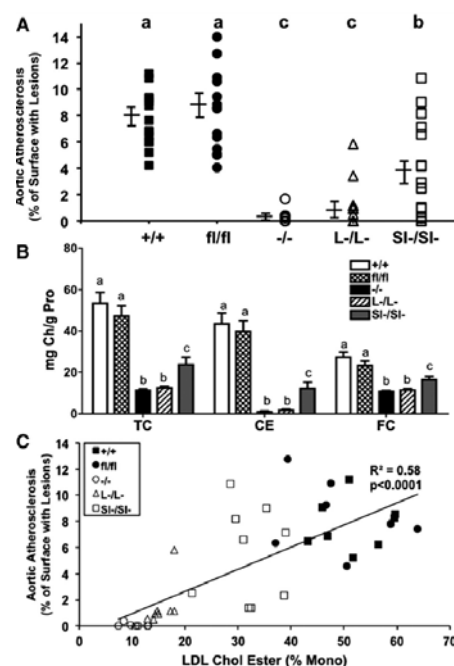 A
a a c c b
Aortic Atherosclerosis
(% of Surface with Lesions)
14
12
10
8
6
4
2
0
+/+ fl/fl -/- L-/L- SI-/SI-
B
mg Ch/g Pro
60
40
20
0
+/+
fl/fl
-/-
L-/L-
SI-/SI-
a a b b c
a a b b c
a a b b c
TC CE FC
C
Aortic Atherosclerosis
(% of Surface with Lesions)
14
12
10
8
6
4
2
0
+/+
fl/fl
-/-
L-/L-
SI-/SI-
R² = 0.58
p<0.0001
0 10 20 30 40 50 60 70
LDL Chol Ester (% Mono)